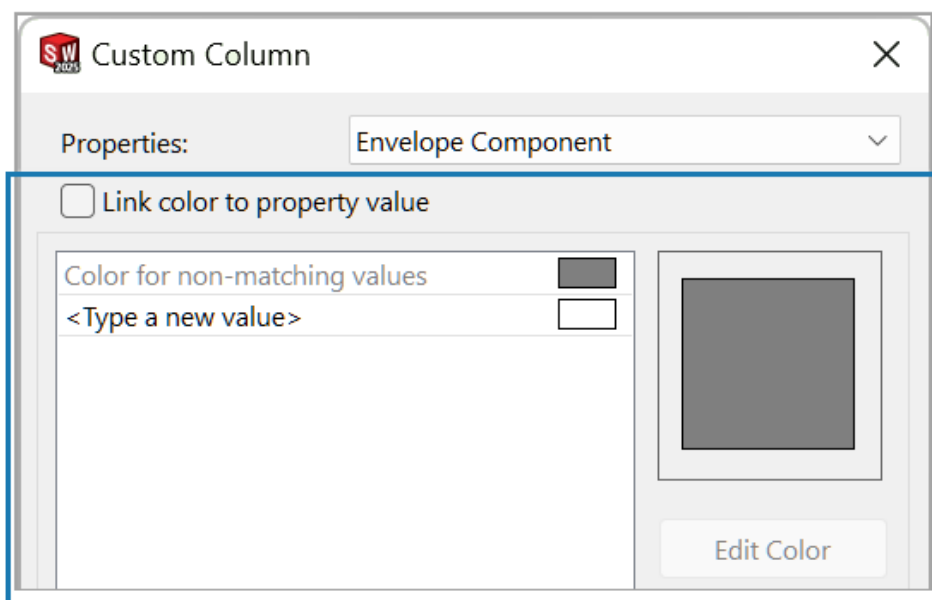 SW 2025 Custom Column
Properties: Envelope Component
Link color to property value
Color for non-matching values
<Type a new value>
Edit Color